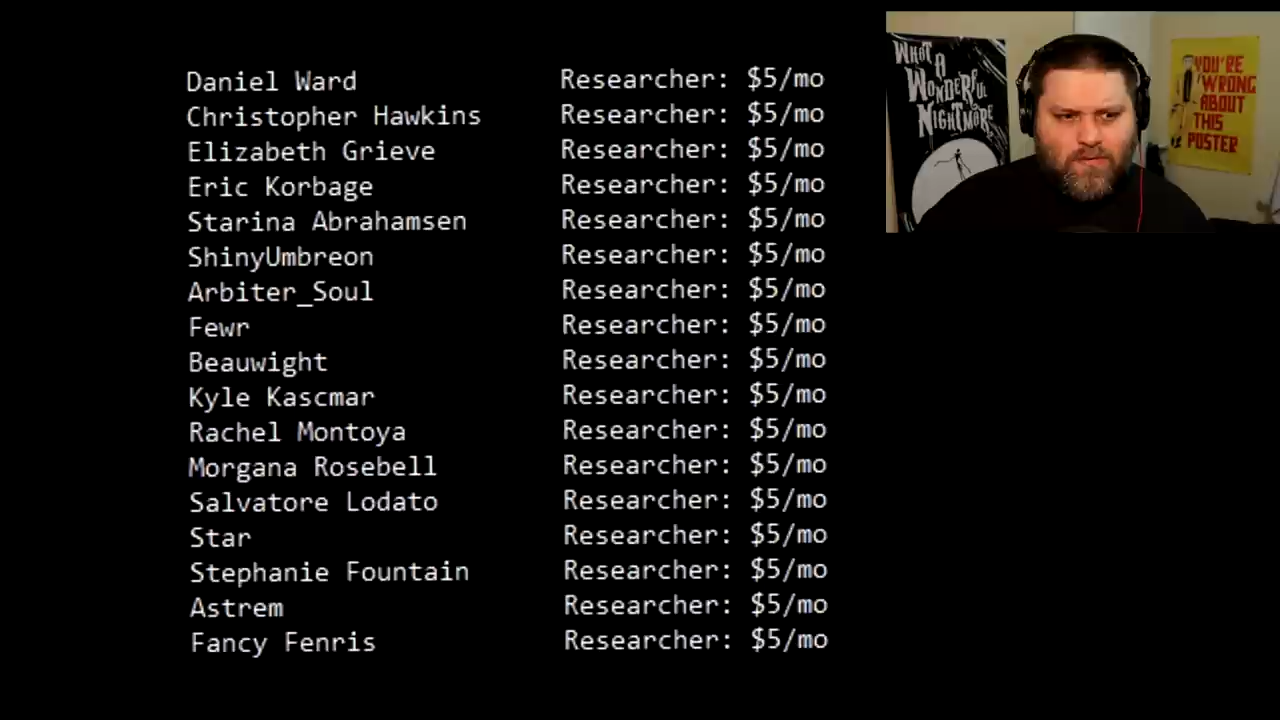 Daniel Ward Researcher: $5/mo
Christopher Hawkins Researcher: $5/mo
Elizabeth Grieve Researcher: $5/mo
Eric Korbage Researcher: $5/mo
Starina Abrahamsen Researcher: $5/mo
ShinyUmbreon Researcher: $5/mo
Arbiter_Soul Researcher: $5/mo
Fewr Researcher: $5/mo
Beauwight Researcher: $5/mo
Kyle Kascmar Researcher: $5/mo
Rachel Montoya Researcher: $5/mo
Morgana Rosebell Researcher: $5/mo
Salvatore Lodato Researcher: $5/mo
Star Researcher: $5/mo
Stephanie Fountain Researcher: $5/mo
Astrem Researcher: $5/mo
Fancy Fenris Researcher: $5/mo
WHAT
A
WONDERFUL
NIGHTMARE
YOU'RE
WRONG
ABOUT
THIS
POSTER